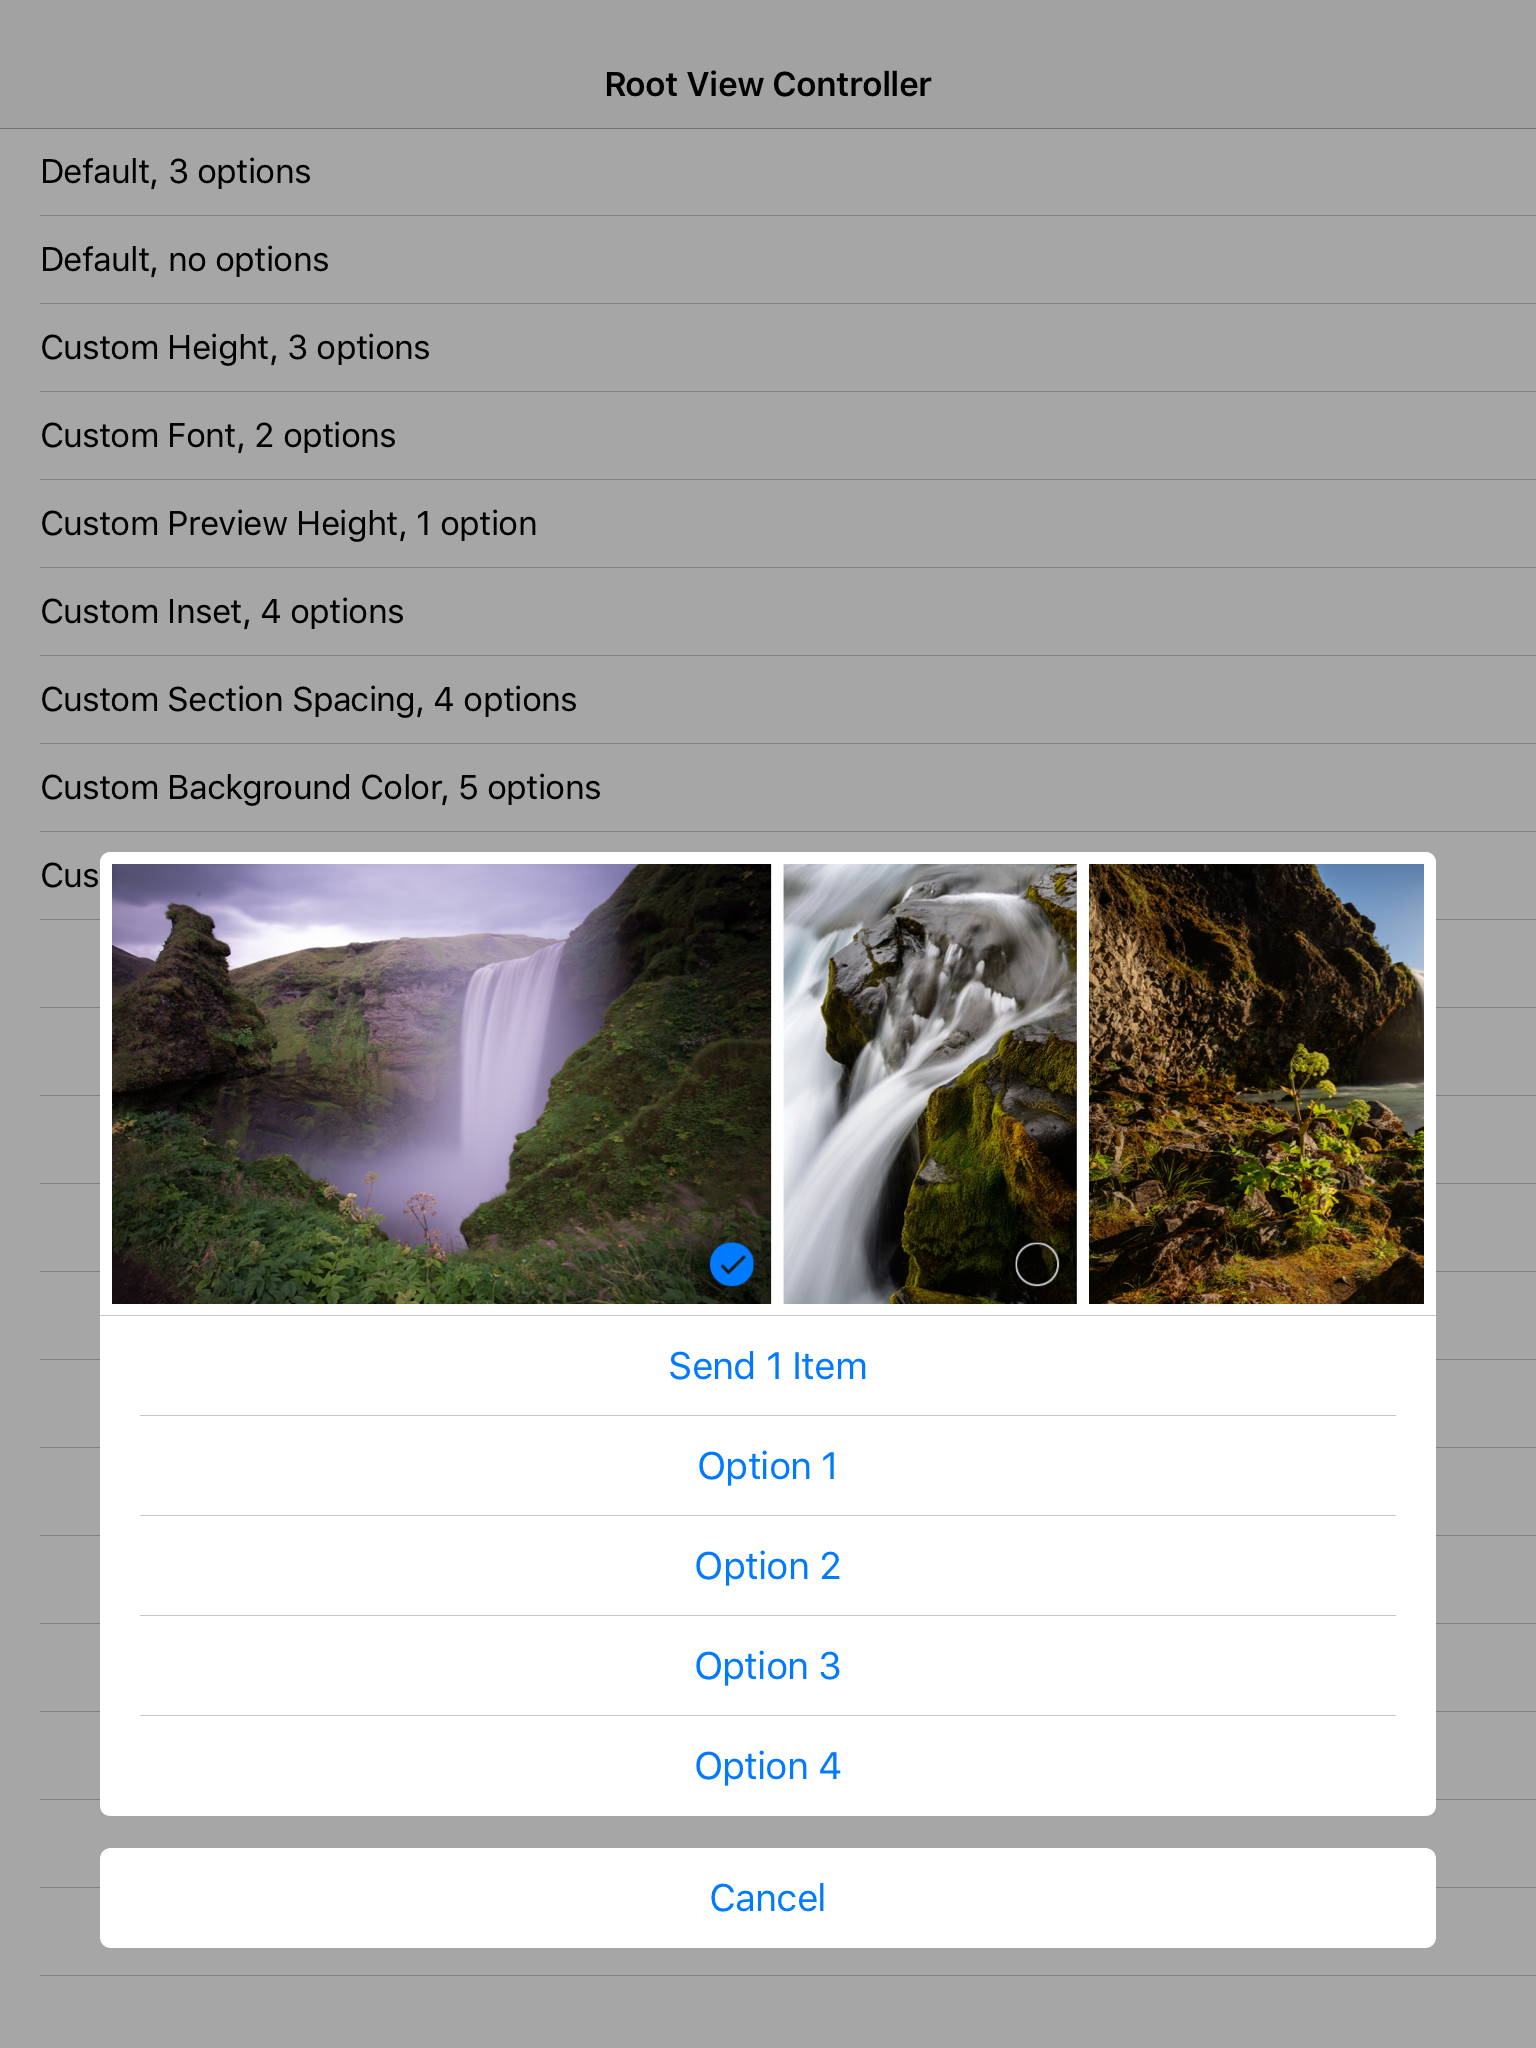 Root View Controller
Default, 3 options
Default, no options
Custom Height, 3 options
Custom Font, 2 options
Custom Preview Height, 1 option
Custom Inset, 4 options
Custom Section Spacing, 4 options
Custom Background Color, 5 options
Cus
Send 1 Item
Option 1
Option 2
Option 3
Option 4
Cancel